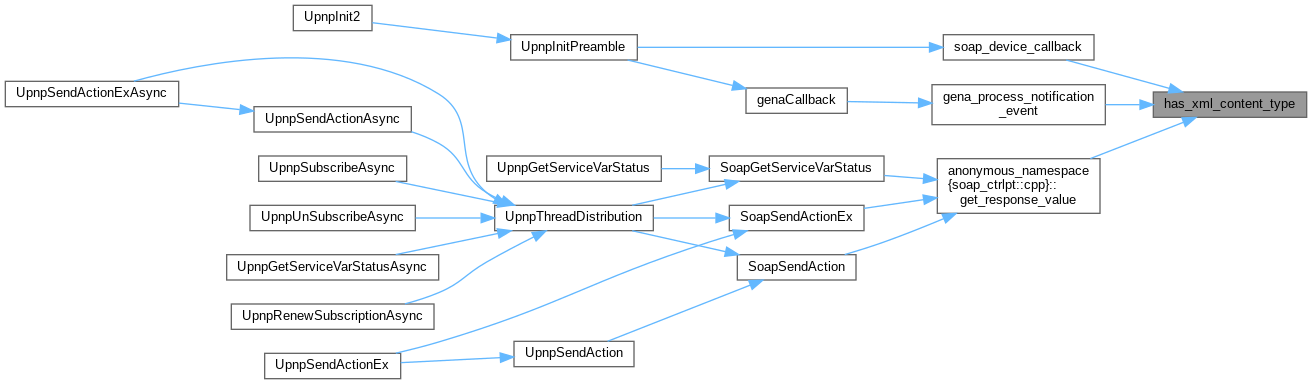 UpnpInit2
UpnpInitPreamble
soap_device_callback
UpnpSendActionExAsync
genaCallback
gena_process_notification
_event
has_xml_content_type
UpnpSendActionAsync
UpnpSubscribeAsync
UpnpGetServiceVarStatus
SoapGetServiceVarStatus
anonymous_namespace
{soap_ctrlpt::cpp}::
get_response_value
UpnpUnSubscribeAsync
UpnpThreadDistribution
SoapSendActionEx
UpnpGetServiceVarStatusAsync
SoapSendAction
UpnpRenewSubscriptionAsync
UpnpSendActionEx
UpnpSendAction